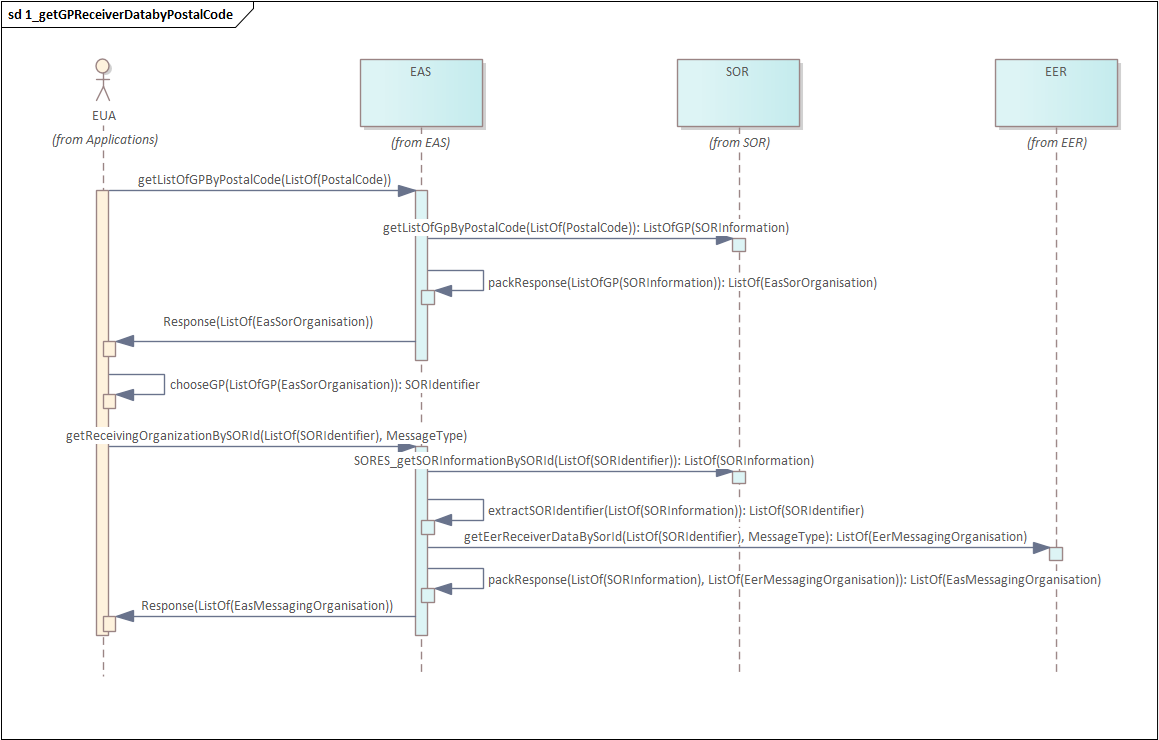 sd 1_getGPReceiverDatabyPostalCode
EUA
(from Applications)
EAS
(from EAS)
SOR
(from SOR)
EER
(from EER)
getListOfGPByPostalCode(ListOf(PostalCode))
getListOfGpByPostalCode(ListOf(PostalCode)): ListOfGP(SORInformation)
packResponse(ListOfGP(SORInformation)): ListOf(EasSorOrganisation)
Response(ListOf(EasSorOrganisation))
chooseGP(ListOfGP(EasSorOrganisation)): SORIdentifier
getReceivingOrganizationBySORId(ListOf(SORIdentifier), MessageType)
SORES_getSORInformationBySORId(ListOf(SORIdentifier)): ListOf(SORInformation)
extractSORIdentifier(ListOf(SORInformation)): ListOf(SORIdentifier)
getEerReceiverDataBySorId(ListOf(SORIdentifier), MessageType): ListOf(EerMessagingOrganisation)
packResponse(ListOf(SORInformation), ListOf(EerMessagingOrganisation)): ListOf(EasMessagingOrganisation)
Response(ListOf(EasMessagingOrganisation))